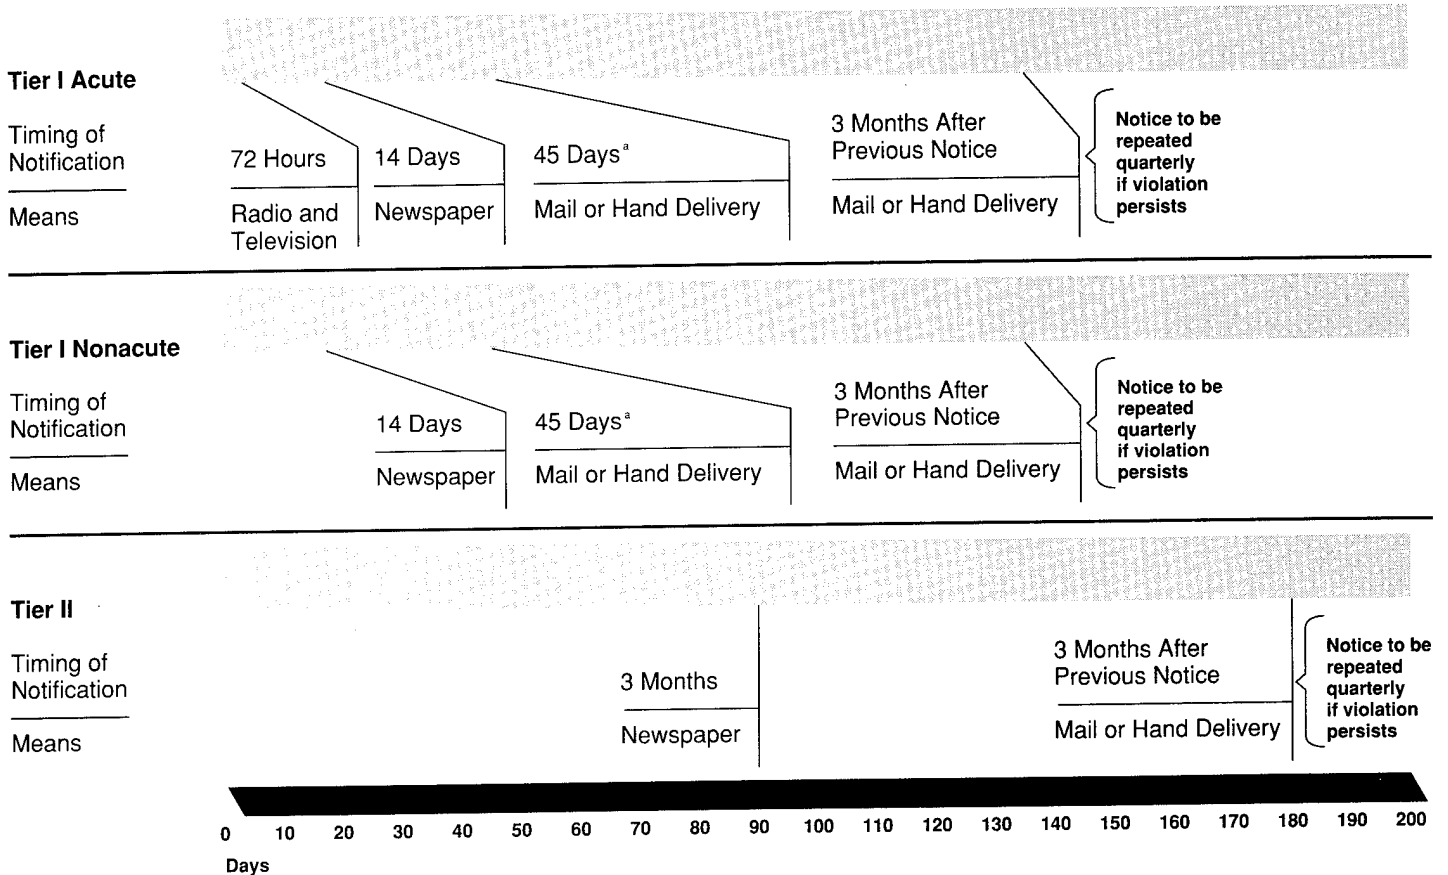 Tier I Acute
Timing of
Notification
Means
72 Hours
Radio and
Television
14 Days
Newspaper
45 Days a
Mail or Hand Delivery
3 Months After
Previous Notice
Mail or Hand Delivery
Notice to be
repeated
quarterly
if violation
persists
Tier I Nonacute
Timing of
Notification
Means
14 Days
Newspaper
45 Days a
Mail or Hand Delivery
3 Months After
Previous Notice
Mail or Hand Delivery
Notice to be
repeated
quarterly
if violation
persists
Tier II
Timing of
Notification
Means
3 Months
Newspaper
3 Months After
Previous Notice
Mail or Hand Delivery
Notice to be
repeated
quarterly
if violation
persists
0 10 20 30 40 50 60 70 80 90 100 110 120 130 140 150 160 170 180 190 200
Days